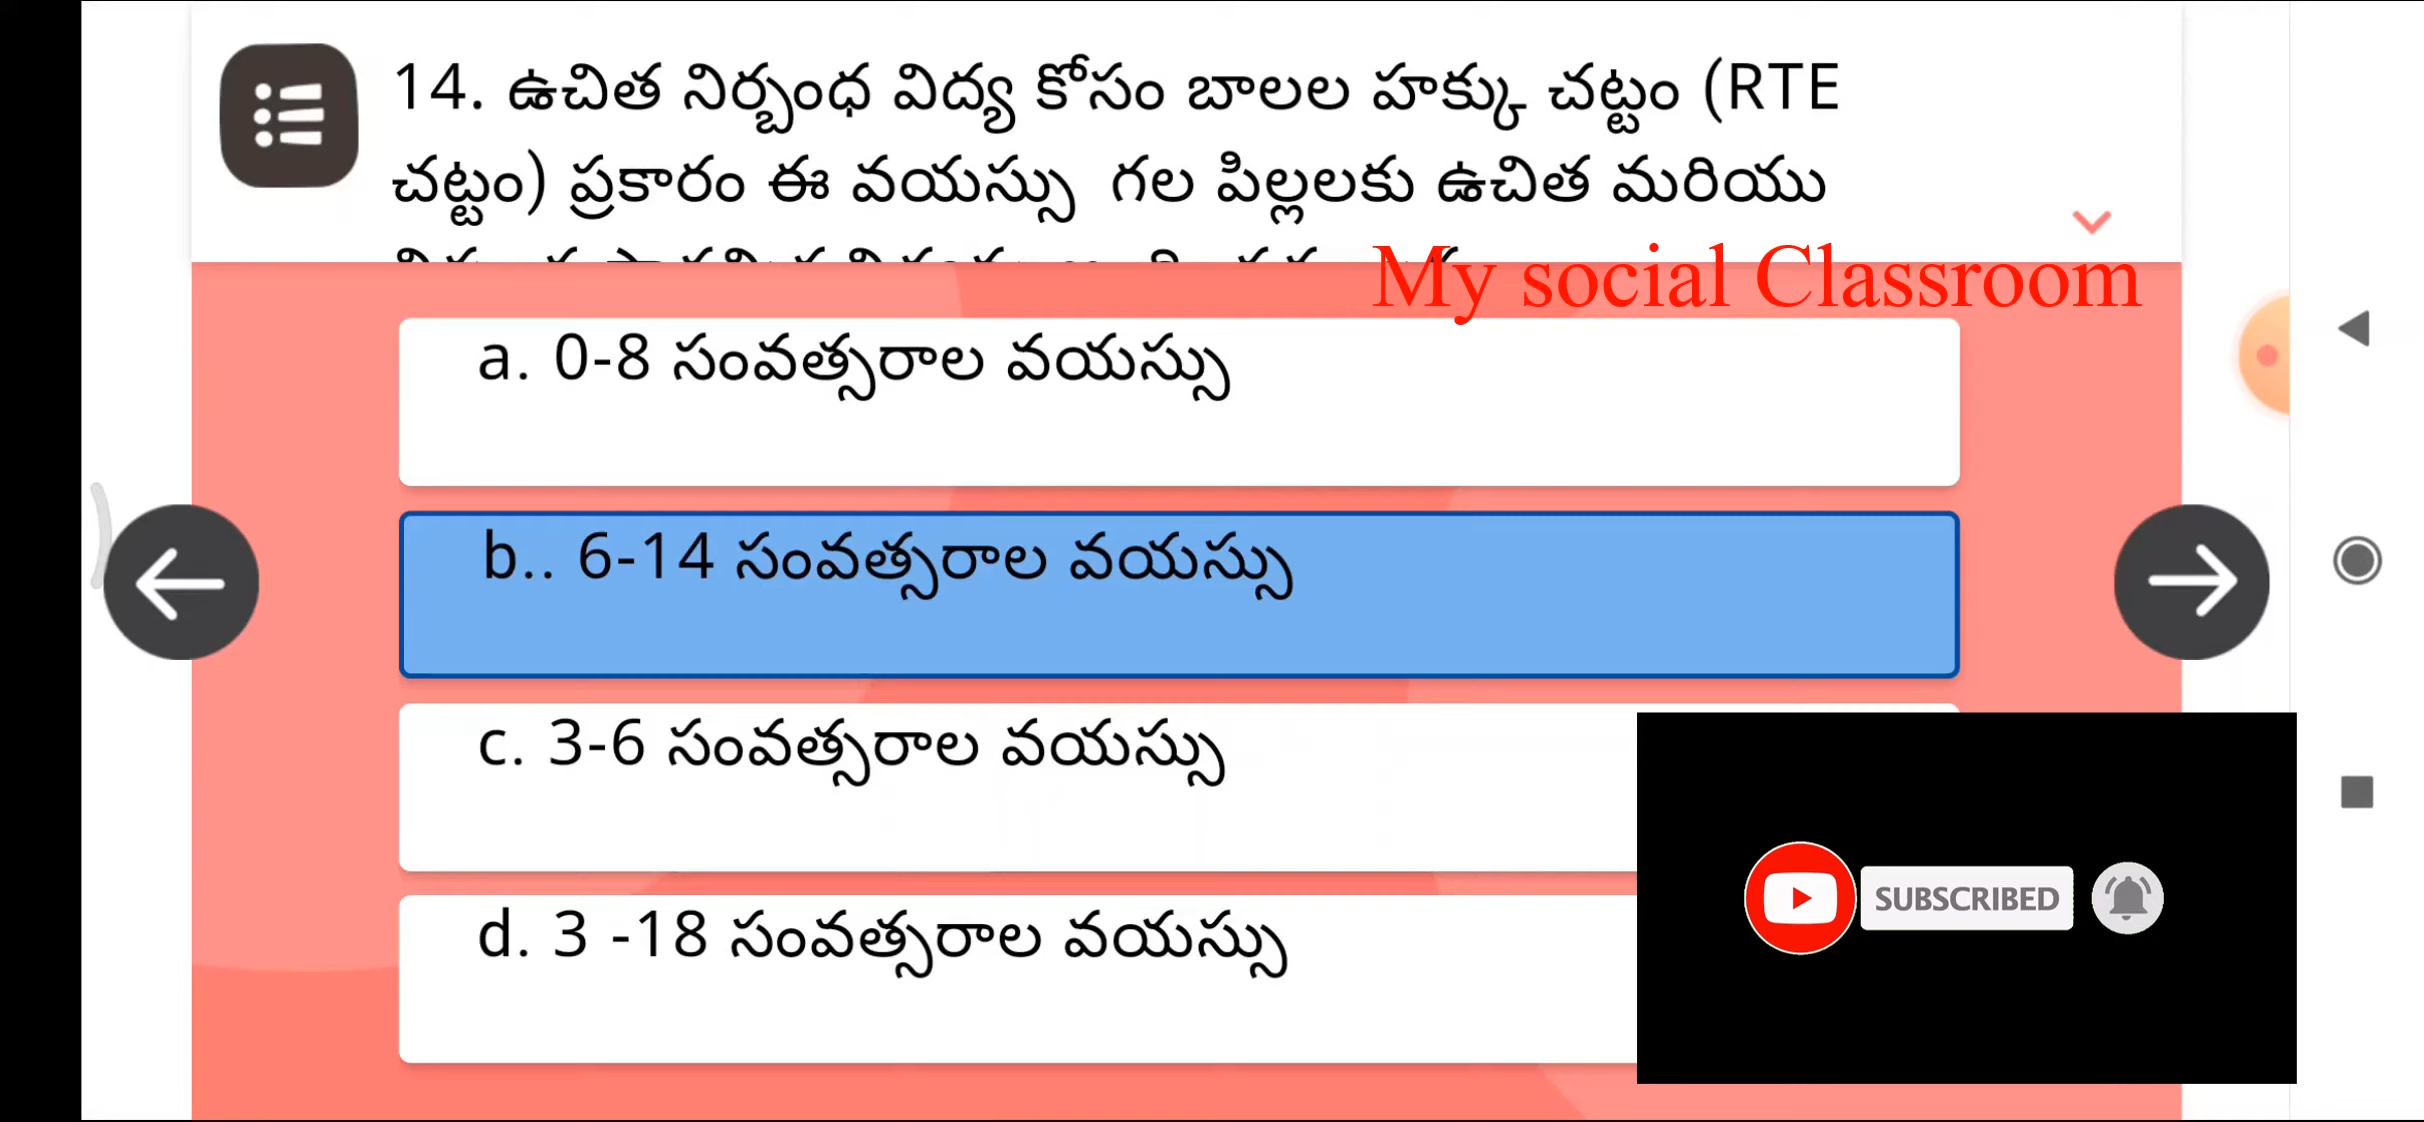 14. ఉచిత నిర్బంధ విద్య కోసం బాలల హక్కు చట్టం (RTE
చట్టం) ప్రకారం ఈ వయస్సు గల పిల్లలకు ఉచిత మరియు
My social Classroom
a. 0-8 సంవత్సరాల వయస్సు
b.. 6-14 సంవత్సరాల వయస్సు
c. 3-6 సంవత్సరాల వయస్సు
d. 3 -18 సంవత్సరాల వయస్సు
SUBSCRIBED